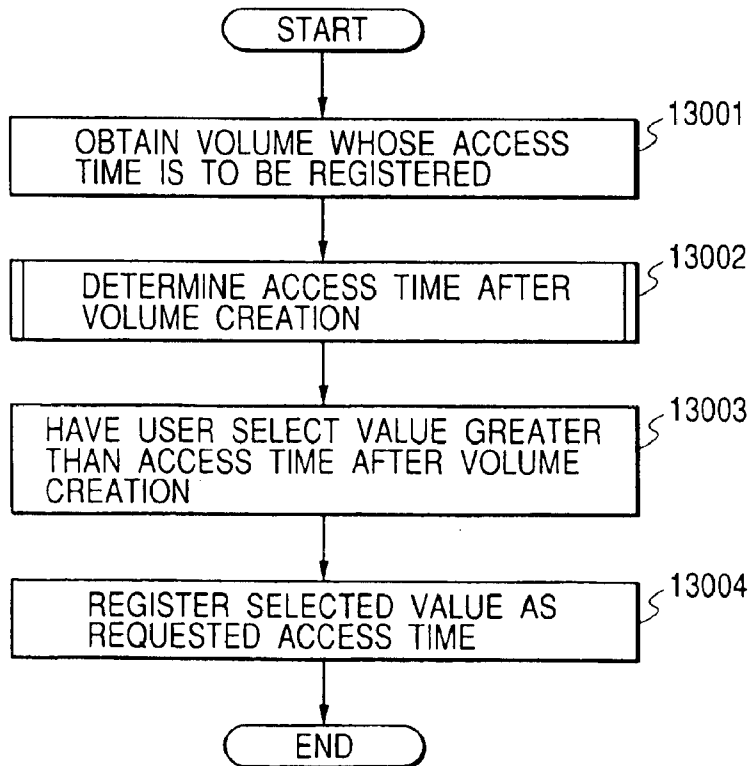 START
13001
OBTAIN VOLUME WHOSE ACCESS
TIME IS TO BE REGISTERED
13002
DETERMINE ACCESS TIME AFTER
VOLUME CREATION
13003
HAVE USER SELECT VALUE GREATER
THAN ACCESS TIME AFTER VOLUME
CREATION
13004
REGISTER SELECTED VALUE AS
REQUESTED ACCESS TIME
END